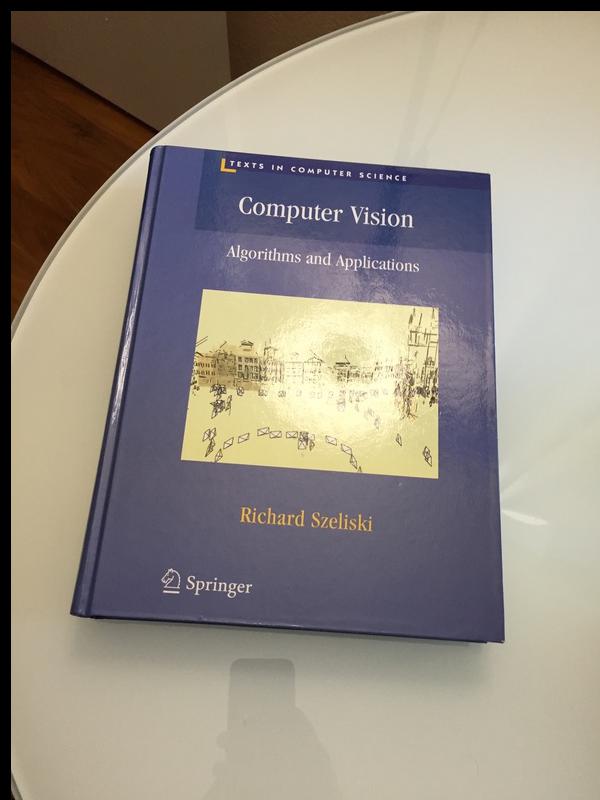 TEXTS IN COMPUTER SCIENCE
Computer Vision
Algorithms and Applications
Richard Szeliski
Springer